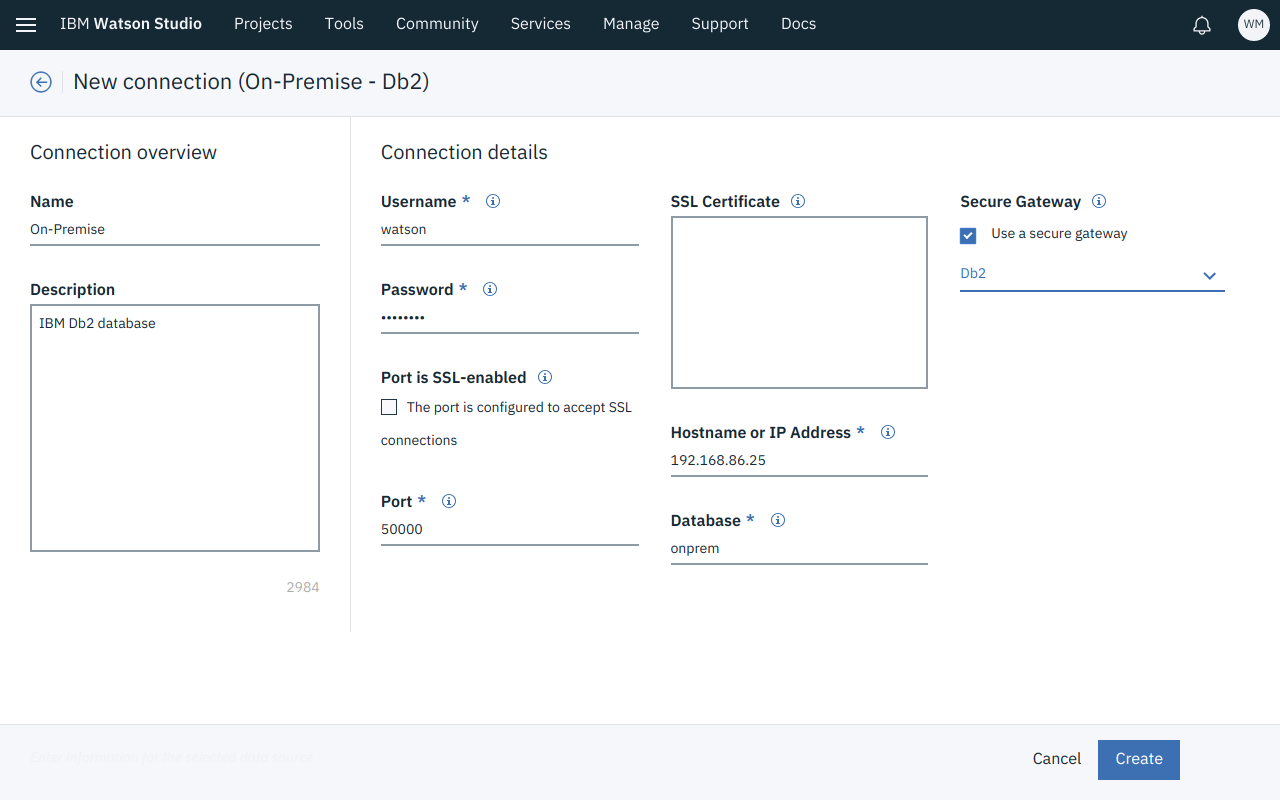 IBM Watson Studio Projects Tools Community Services Manage Support Docs WM
New connection (On-Premise - Db2)
Connection overview
Name
On-Premise
Description
IBM Db2 database
2984
Connection details
Username *
watson
Password *
••••••••
Port is SSL-enabled
The port is configured to accept SSL
connections
Port *
50000
SSL Certificate
Hostname or IP Address *
192.168.86.25
Database *
onprem
Secure Gateway
Use a secure gateway
Db2
Enter information for the selected data source
Cancel Create